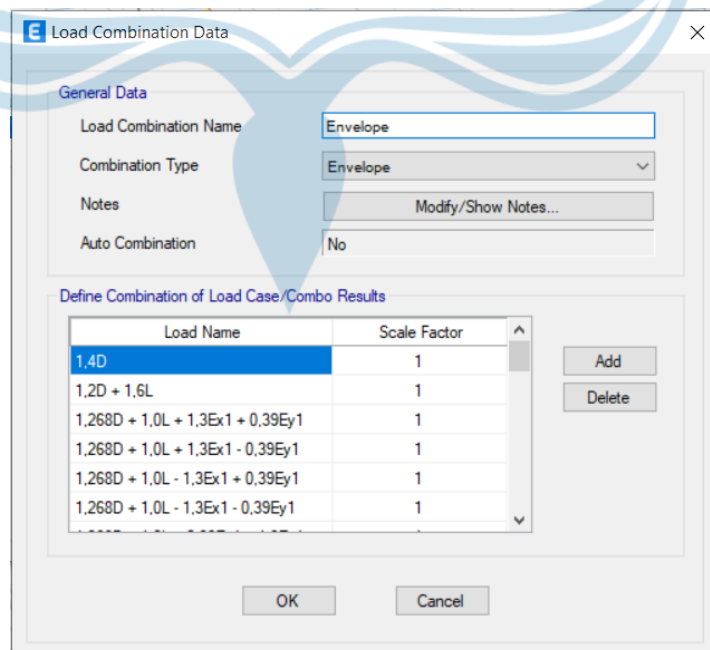 E Load Combination Data
General Data
Load Combination Name Envelope
Combination Type Envelope
Notes Modify/Show Notes...
Auto Combination No
Define Combination of Load Case/Combo Results
Load Name Scale Factor
1,4D 1
Add
1,2D + 1,6L 1
Delete
1,268D + 1,0L + 1,3Ex1 + 0,39Ey1 1
1,268D + 1,0L + 1,3Ex1 - 0,39Ey1 1
1,268D + 1,0L - 1,3Ex1 + 0,39Ey1 1
1,268D + 1,0L - 1,3Ex1 - 0,39Ey1 1
OK Cancel